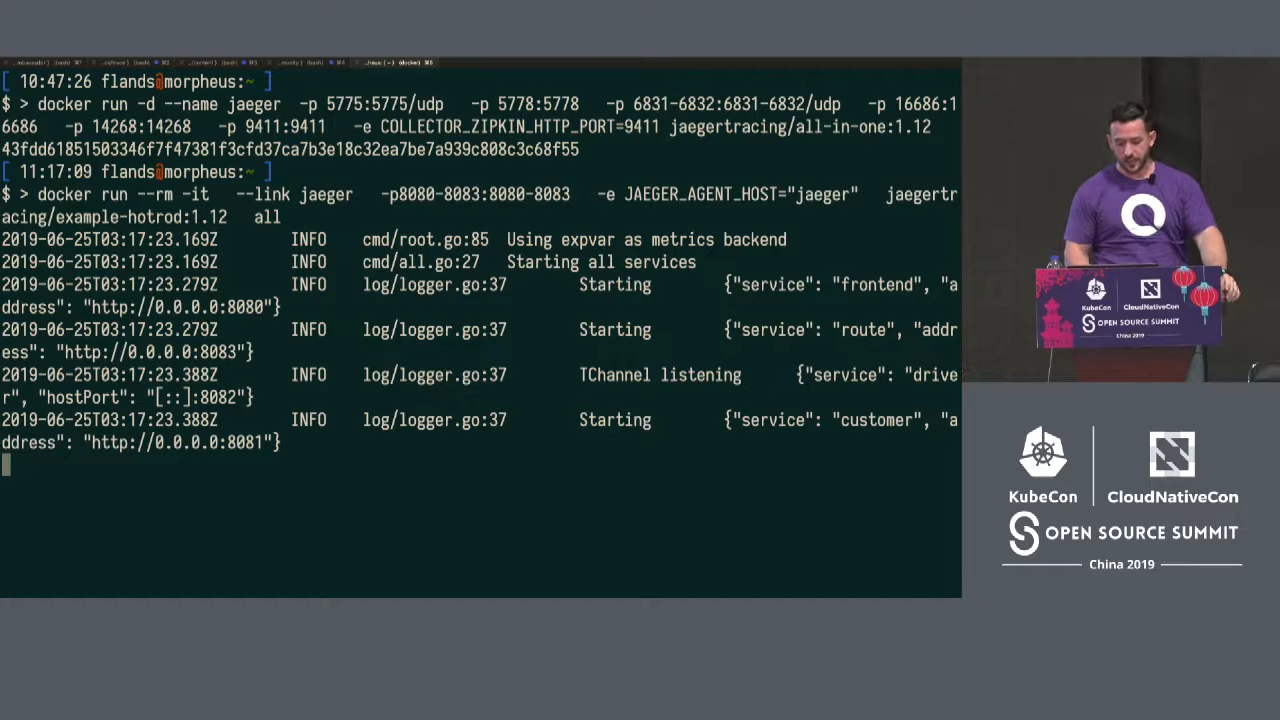 [ 10:47:26 flands@morpheus:~ ]
$ > docker run -d --name jaeger  -p 5775:5775/udp  -p 5778:5778  -p 6831-6832:6831-6832/udp  -p 16686:1
6686  -p 14268:14268  -p 9411:9411  -e COLLECTOR_ZIPKIN_HTTP_PORT=9411 jaegertracing/all-in-one:1.12
43fdd61851503346f7f47381f3cfd37ca7b3e18c32ea7be7a939c808c3c68f55
[ 11:17:09 flands@morpheus:~ ]
$ > docker run --rm -it  --link jaeger  -p8080-8083:8080-8083  -e JAEGER_AGENT_HOST="jaeger"  jaegertr
acing/example-hotrod:1.12  all
2019-06-25T03:17:23.169Z INFO cmd/root.go:85 Using expvar as metrics backend
2019-06-25T03:17:23.169Z INFO cmd/all.go:27 Starting all services
2019-06-25T03:17:23.279Z INFO log/logger.go:37 Starting {"service": "frontend", "a
ddress": "http://0.0.0.0:8080"}
2019-06-25T03:17:23.279Z INFO log/logger.go:37 Starting {"service": "route", "addr
ess": "http://0.0.0.0:8083"}
2019-06-25T03:17:23.388Z INFO log/logger.go:37 TChannel listening {"service": "drive
r", "hostPort": "[::]:8082"}
2019-06-25T03:17:23.388Z INFO log/logger.go:37 Starting {"service": "customer", "a
ddress": "http://0.0.0.0:8081"}
KubeCon CloudNativeCon
OPEN SOURCE SUMMIT
China 2019
KubeCon CloudNativeCon
OPEN SOURCE SUMMIT
China 2019